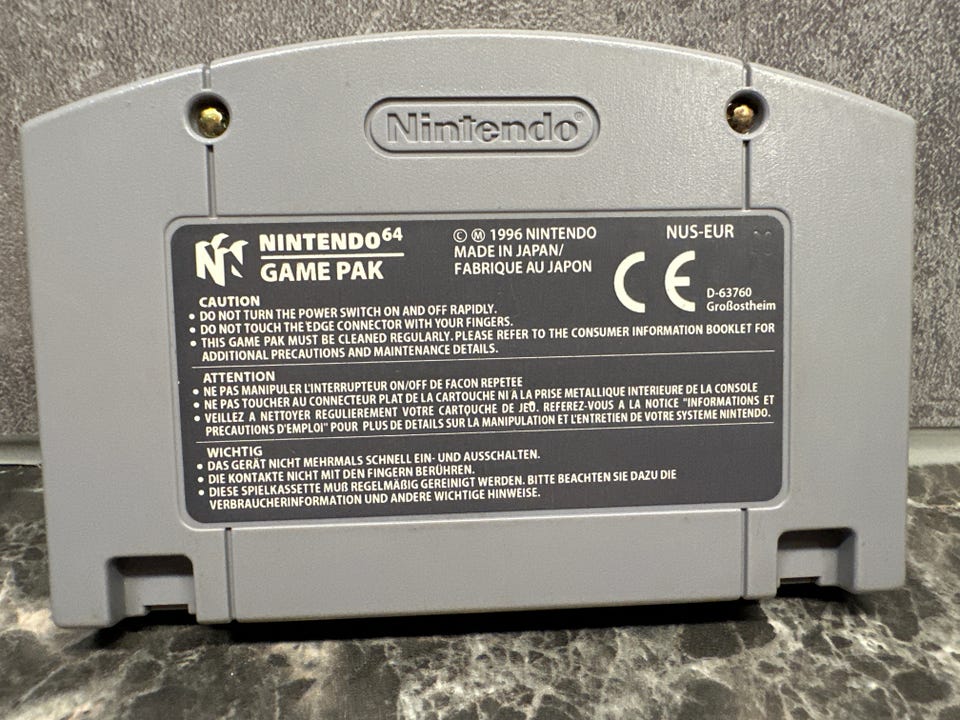 Nintendo®
NINTENDO64
GAME PAK
© Ⓜ 1996 NINTENDO
MADE IN JAPAN/
FABRIQUE AU JAPON
NUS-EUR
CE
D-63760
Großostheim
CAUTION
• DO NOT TURN THE POWER SWITCH ON AND OFF RAPIDLY.
• DO NOT TOUCH THE EDGE CONNECTOR WITH YOUR FINGERS.
• THIS GAME PAK MUST BE CLEANED REGULARLY. PLEASE REFER TO THE CONSUMER INFORMATION BOOKLET FOR
ADDITIONAL PRECAUTIONS AND MAINTENANCE DETAILS.
ATTENTION
• NE PAS MANIPULER L'INTERRUPTEUR ON/OFF DE FACON REPETEE
• NE PAS TOUCHER AU CONNECTEUR PLAT DE LA CARTOUCHE NI A LA PRISE METALLIQUE INTERIEURE DE LA CONSOLE
• VEILLEZ A NETTOYER REGULIEREMENT VOTRE CARTOUCHE DE JEU. REFEREZ-VOUS A LA NOTICE "INFORMATIONS ET
PRECAUTIONS D'EMPLOI" POUR PLUS DE DETAILS SUR LA MANIPULATION ET L'ENTRETIEN DE VOTRE SYSTEME NINTENDO.
WICHTIG
• DAS GERÄT NICHT MEHRMALS SCHNELL EIN- UND AUSSCHALTEN.
• DIE KONTAKTE NICHT MIT DEN FINGERN BERÜHREN.
• DIESE SPIELKASSETTE MUß REGELMÄßIG GEREINIGT WERDEN. BITTE BEACHTEN SIE DAZU DIE
VERBRAUCHERINFORMATION UND ANDERE WICHTIGE HINWEISE.